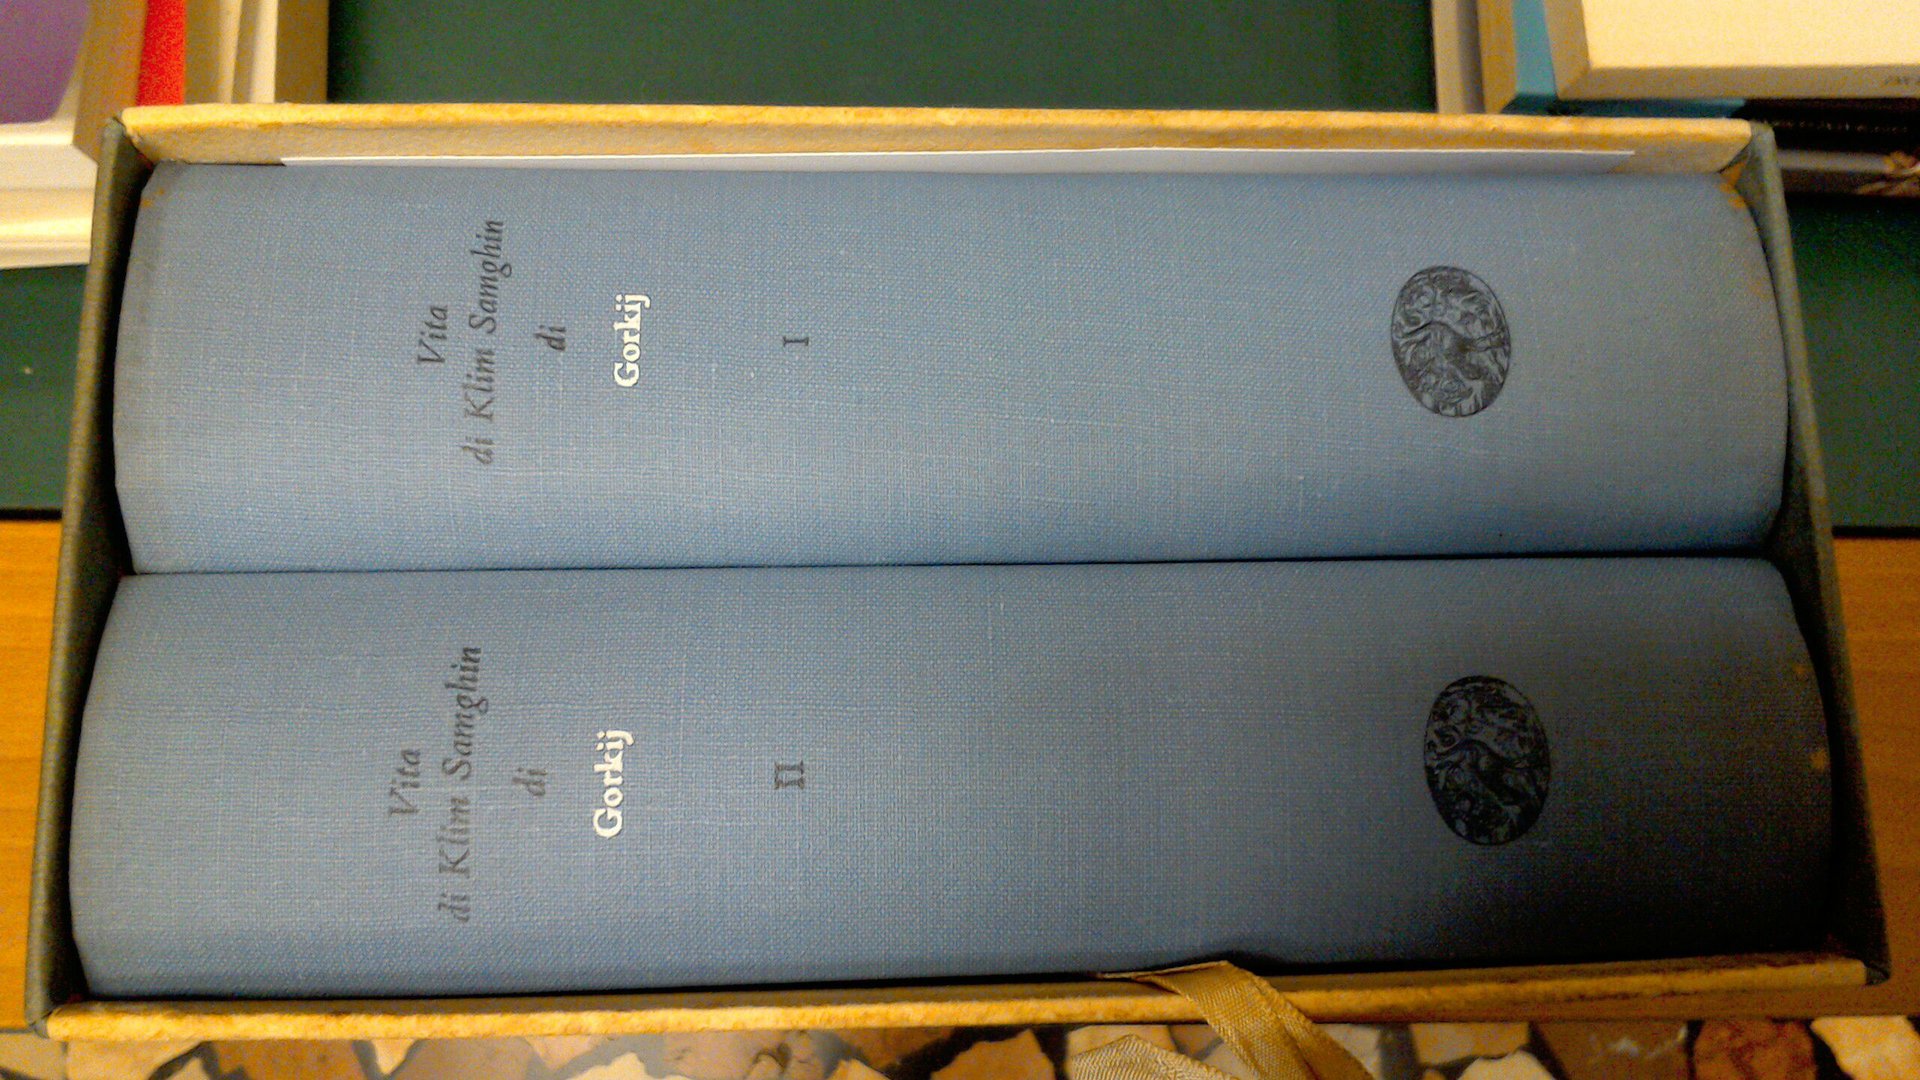 Vita
di Klim Samghin
di
Gorkij
I
Vita
di Klim Samghin
di
Gorkij
II